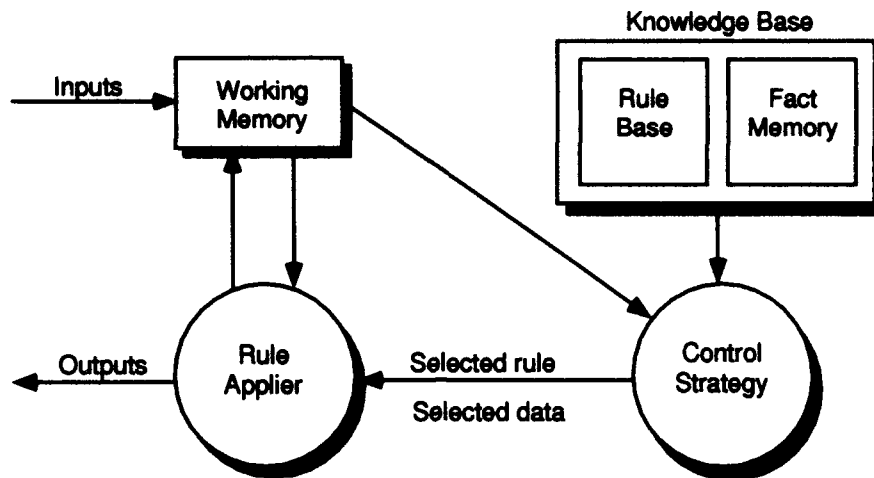 Knowledge Base
Inputs
Working
Memory
Rule
Base
Fact
Memory
Outputs
Rule
Applier
Selected rule
Selected data
Control
Strategy